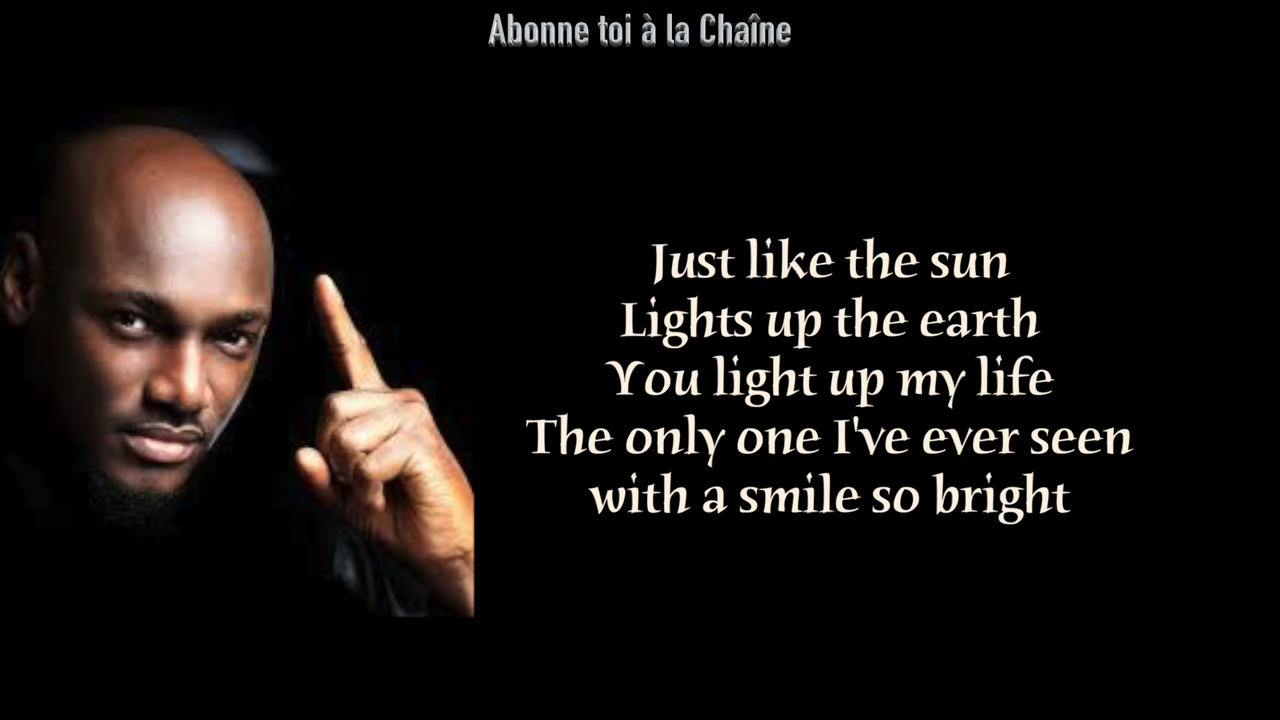 Abonne toi à la Chaîne
Just like the sun
Lights up the earth
You light up my life
The only one I've ever seen
with a smile so bright